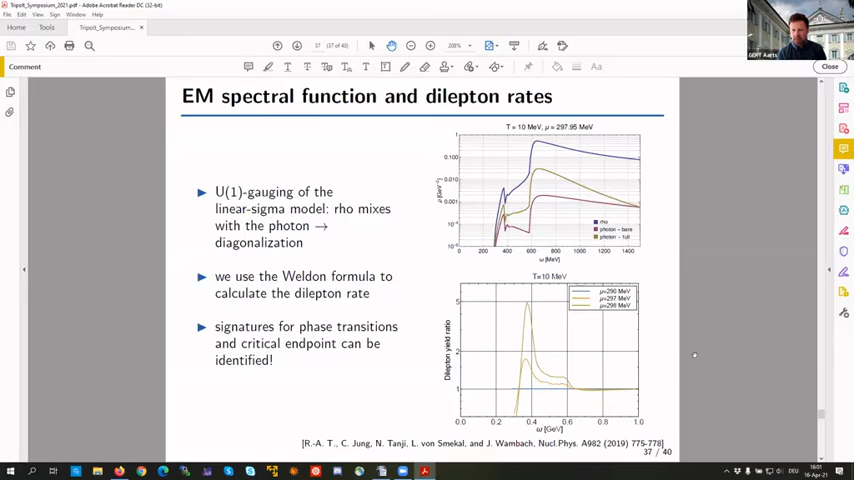 Tripolt_Symposium_2021.pdf - Adobe Acrobat Reader DC (32-bit)
File Edit View Sign Window Help
Home Tools Tripolt_Symposium... ×
37 (37 of 40) 208%
GERT Aarts
Comment
Close
EM spectral function and dilepton rates
U(1)-gauging of the
linear-sigma model: rho mixes
with the photon →
diagonalization
we use the Weldon formula to
calculate the dilepton rate
signatures for phase transitions
and critical endpoint can be
identified!
T = 10 MeV, μ = 297.95 MeV
ρ [GeV⁻²]
1
0.100
0.01
0.001
10⁻⁴
rho
photon - bare
photon - full
0 200 400 600 800 1000 1200 1400
ω [MeV]
T=10 MeV
Dilepton yield ratio
5
2
1
μ=290 MeV
μ=297 MeV
μ=298 MeV
0.0 0.2 0.4 0.6 0.8 1.0
ω [GeV]
[R.-A. T., C. Jung, N. Tanji, L. von Smekal, and J. Wambach, Nucl.Phys. A982 (2019) 775-778]
37 / 40
DEU
16:01
16-Apr-21